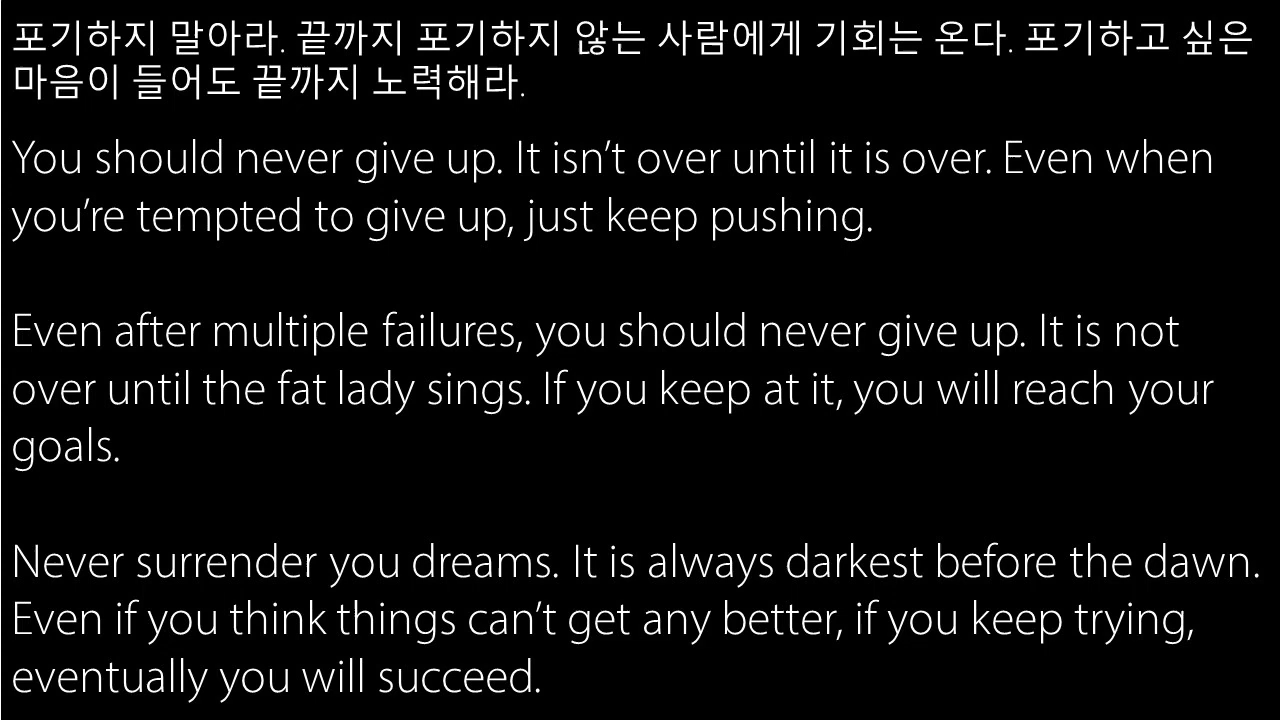 포기하지 말아라. 끝까지 포기하지 않는 사람에게 기회는 온다. 포기하고 싶은
마음이 들어도 끝까지 노력해라.
You should never give up. It isn’t over until it is over. Even when
you’re tempted to give up, just keep pushing.
Even after multiple failures, you should never give up. It is not
over until the fat lady sings. If you keep at it, you will reach your
goals.
Never surrender you dreams. It is always darkest before the dawn.
Even if you think things can’t get any better, if you keep trying,
eventually you will succeed.